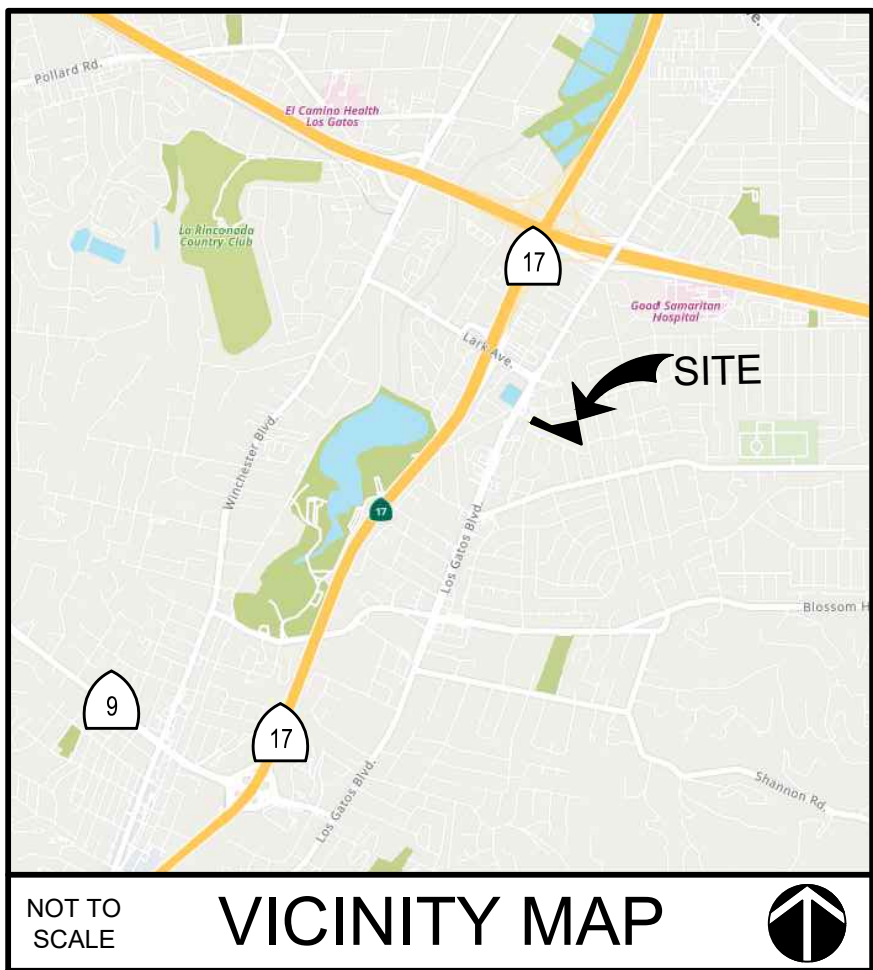 ve.
Pollard Rd.
El Camino Health
Los Gatos
La Rinconada
Country Club
17
Good Samaritan
Hospital
Lark Ave.
SITE
Winchester Blvd.
17
Los Gatos Blvd.
Blossom H
9
17
Shannon Rd.
Los Gatos Blvd.
NOT TO
SCALE
VICINITY MAP